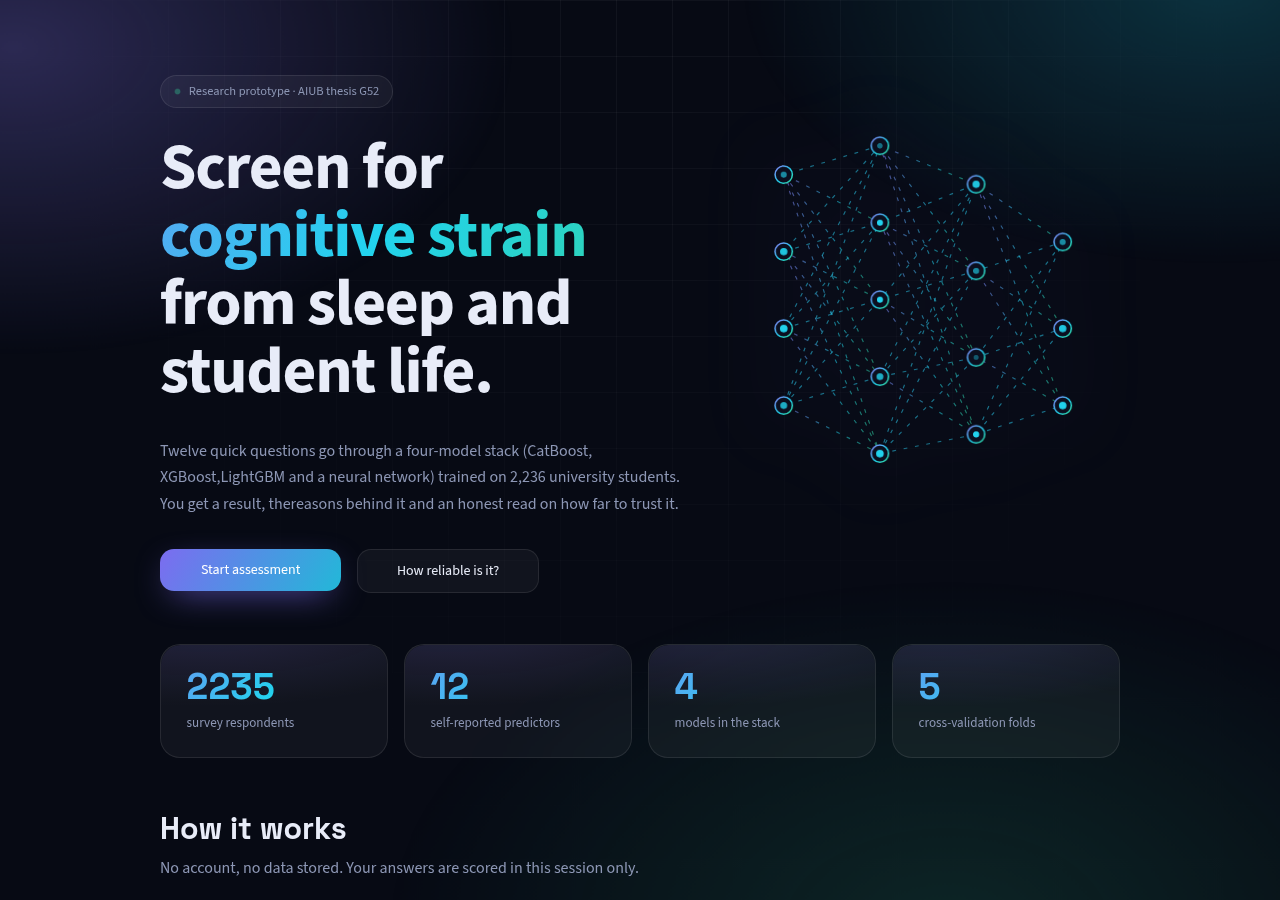 Research prototype · AIUB thesis G52
Screen for
cognitive strain
from sleep and
student life.
Twelve quick questions go through a four-model stack (CatBoost,
XGBoost,LightGBM and a neural network) trained on 2,236 university students.
You get a result, thereasons behind it and an honest read on how far to trust it.
Start assessment
How reliable is it?
2235
survey respondents
12
self-reported predictors
4
models in the stack
5
cross-validation folds
How it works
No account, no data stored. Your answers are scored in this session only.